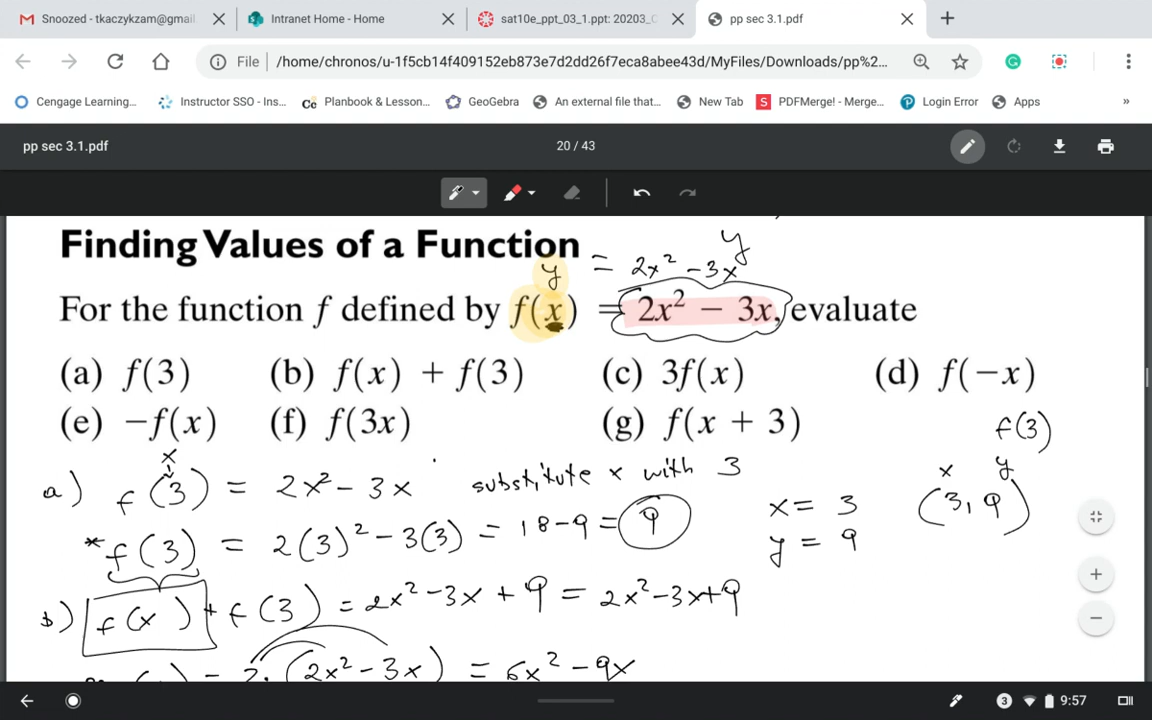 Snoozed - tkaczykzam@gmail
Intranet Home - Home
sat10e_ppt_03_1.ppt: 20203_C
pp sec 3.1.pdf
File /home/chronos/u-1f5cb14f409152eb873e7d2dd26f7eca8abee43d/MyFiles/Downloads/pp%2...
Cengage Learning... Instructor SSO - Ins... Planbook & Lesson... GeoGebra An external file that... New Tab PDFMerge! - Merge... Login Error Apps »
pp sec 3.1.pdf 20 / 43
Finding Values of a Function
y
y = 2x² - 3x
For the function f defined by f(x) = 2x² − 3x, evaluate
(a) f(3) (b) f(x) + f(3) (c) 3f(x) (d) f(−x)
(e) −f(x) (f) f(3x) (g) f(x + 3)
f(3)
x
a) f(3) = 2x² - 3x substitute x with 3
x = 3
y = 9
x y
(3, 9)
*f(3) = 2(3)² - 3(3) = 18 - 9 = 9
b) f(x) + f(3) = 2x² - 3x + 9 = 2x² - 3x + 9
= 3·(2x² - 3x) = 6x² - 9x
3 9:57